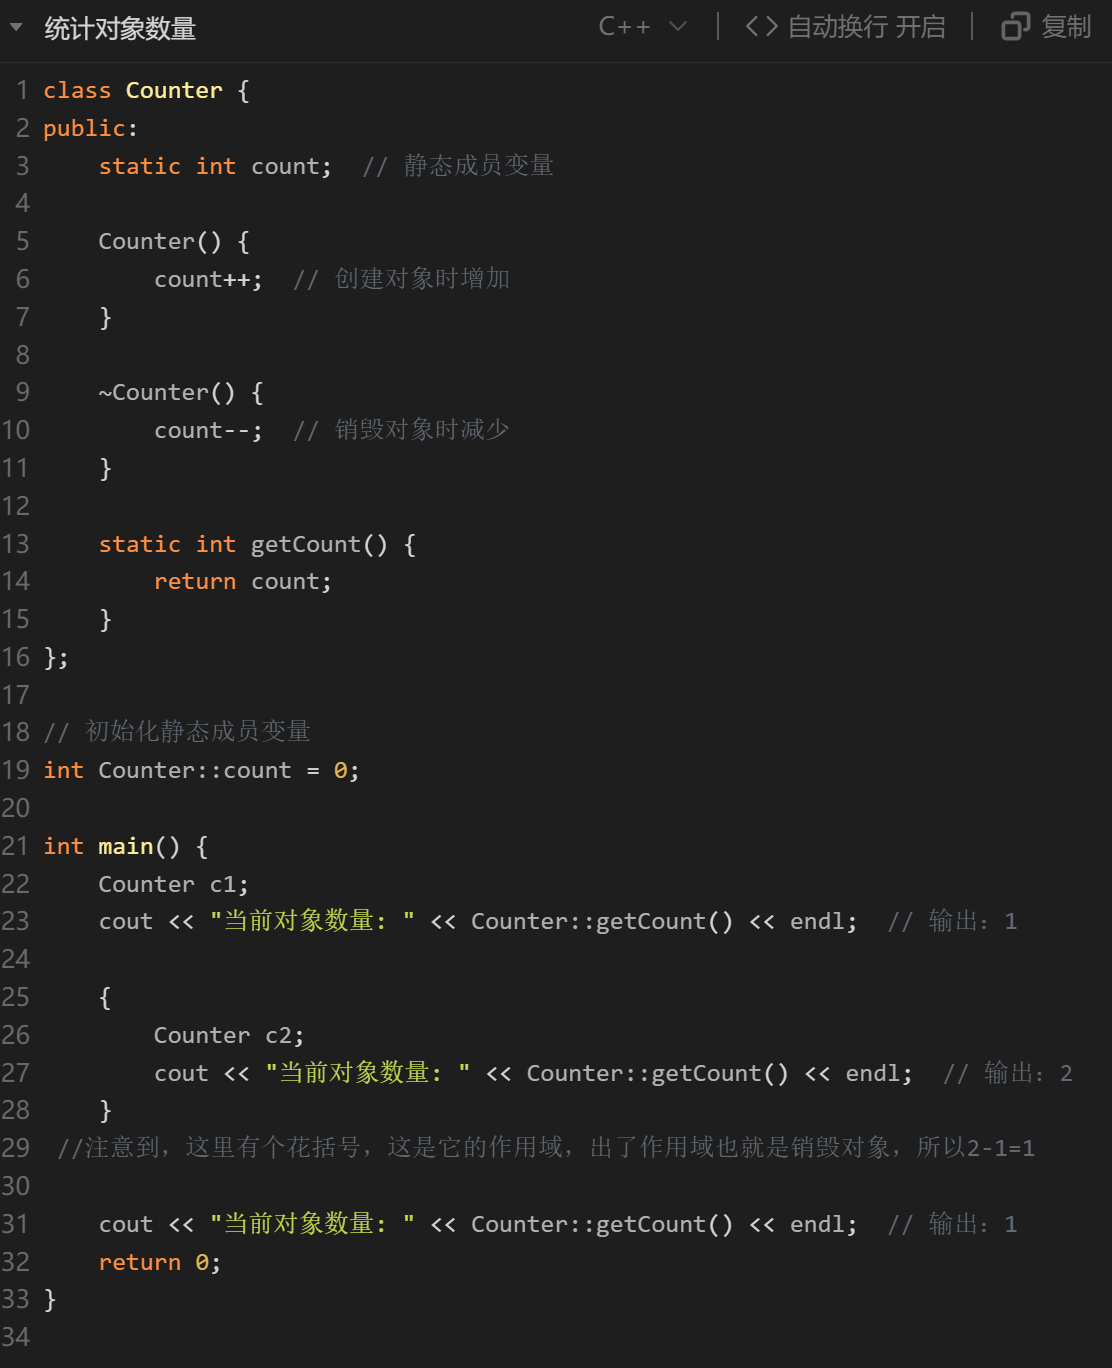 统计对象数量 C++ 自动换行 开启 复制
1 class Counter {
2 public:
3     static int count;  // 静态成员变量
4
5     Counter() {
6         count++;  // 创建对象时增加
7     }
8
9     ~Counter() {
10         count--;  // 销毁对象时减少
11     }
12
13     static int getCount() {
14         return count;
15     }
16 };
17
18 // 初始化静态成员变量
19 int Counter::count = 0;
20
21 int main() {
22     Counter c1;
23     cout << "当前对象数量: " << Counter::getCount() << endl;  // 输出: 1
24
25     {
26         Counter c2;
27         cout << "当前对象数量: " << Counter::getCount() << endl;  // 输出: 2
28     }
29  //注意到，这里有个花括号，这是它的作用域，出了作用域也就是销毁对象，所以2-1=1
30
31     cout << "当前对象数量: " << Counter::getCount() << endl;  // 输出: 1
32     return 0;
33 }
34